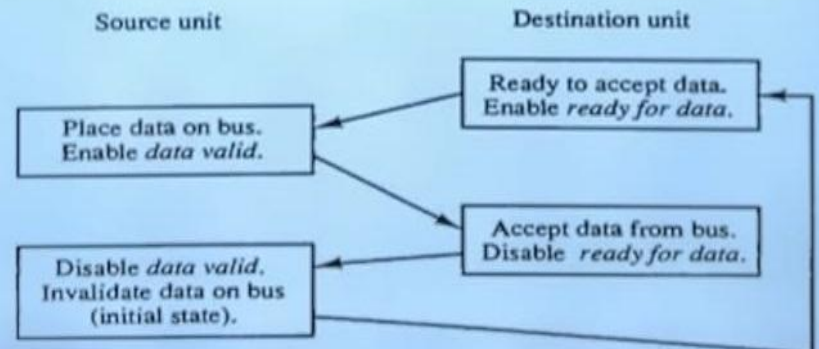 Source unit
Destination unit
Ready to accept data.
Enable ready for data.
Place data on bus.
Enable data valid.
Accept data from bus.
Disable ready for data.
Disable data valid.
Invalidate data on bus
(initial state).